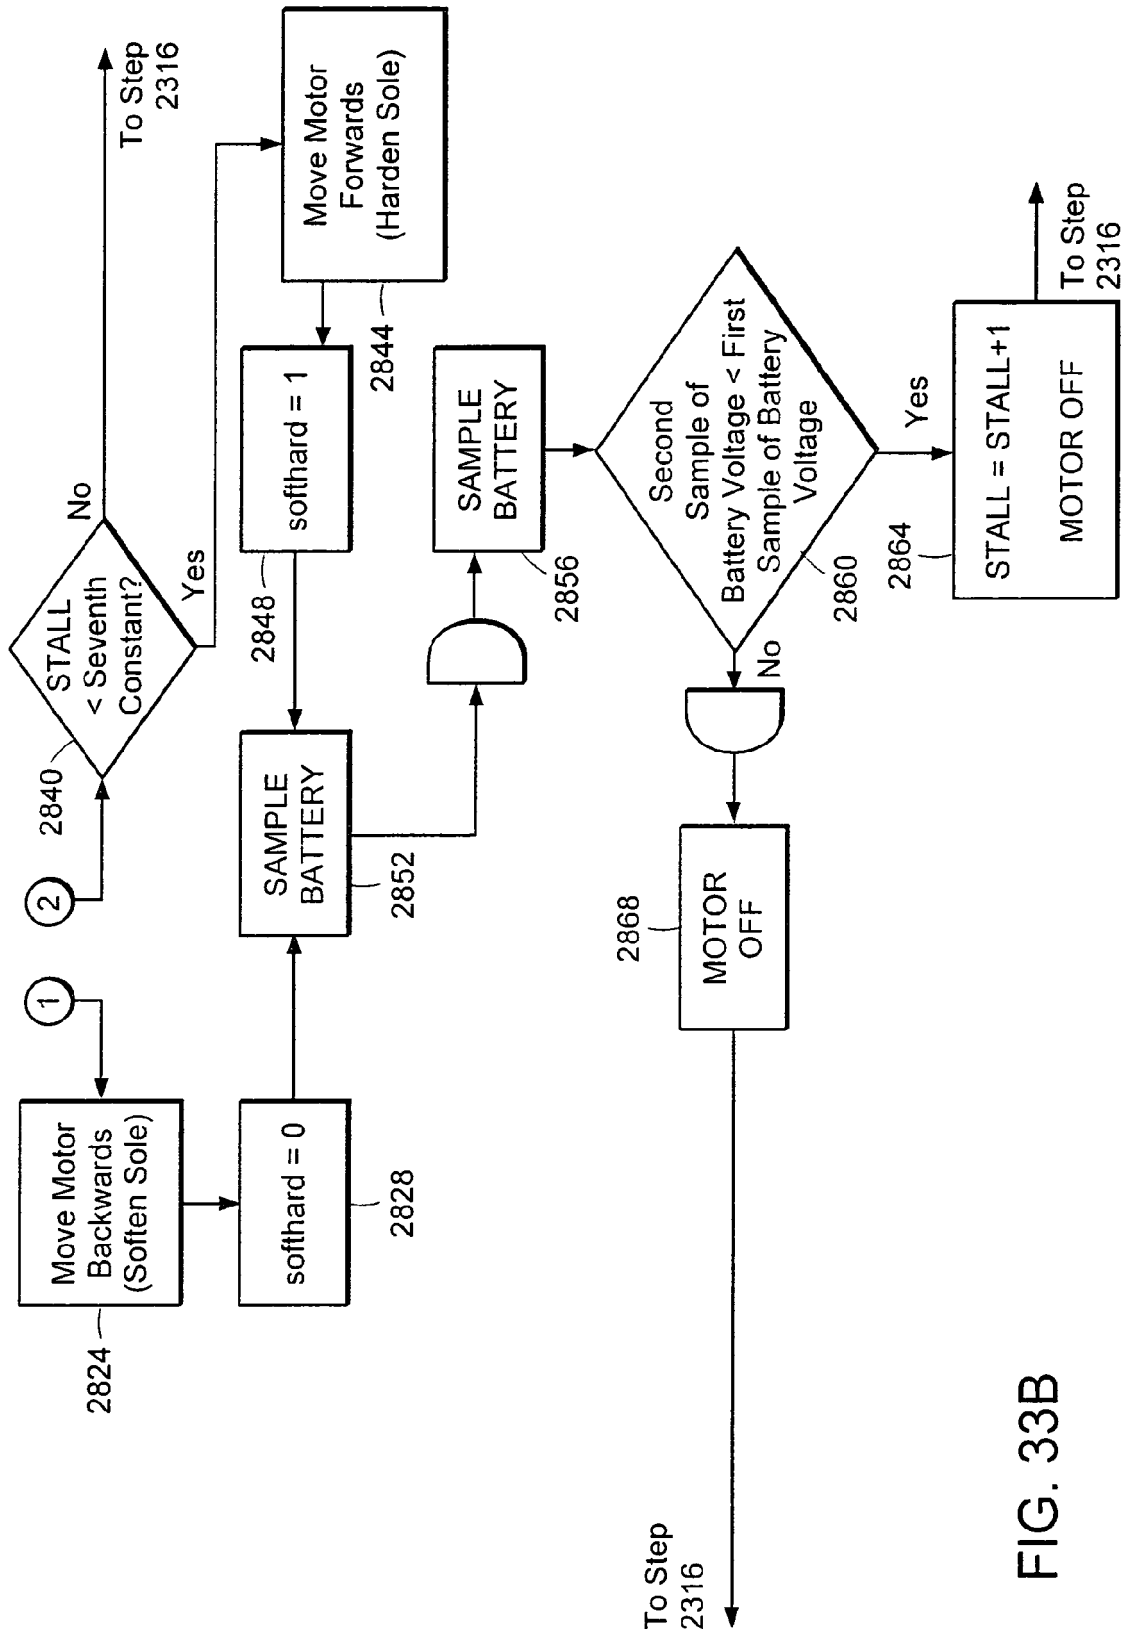 2824
Move Motor
Backwards
(Soften Sole)
1
2
2840
STALL
< Seventh
Constant?
No
To Step
2316
Yes
softhard = 0
2828
SAMPLE
BATTERY
2852
2848
softhard = 1
Move Motor
Forwards
(Harden Sole)
2844
SAMPLE
BATTERY
2856
Second
Sample of
Battery Voltage < First
Sample of Battery
Voltage
2860
No
Yes
2868
MOTOR
OFF
To Step
2316
2864
STALL = STALL+1
MOTOR OFF
To Step
2316
FIG. 33B